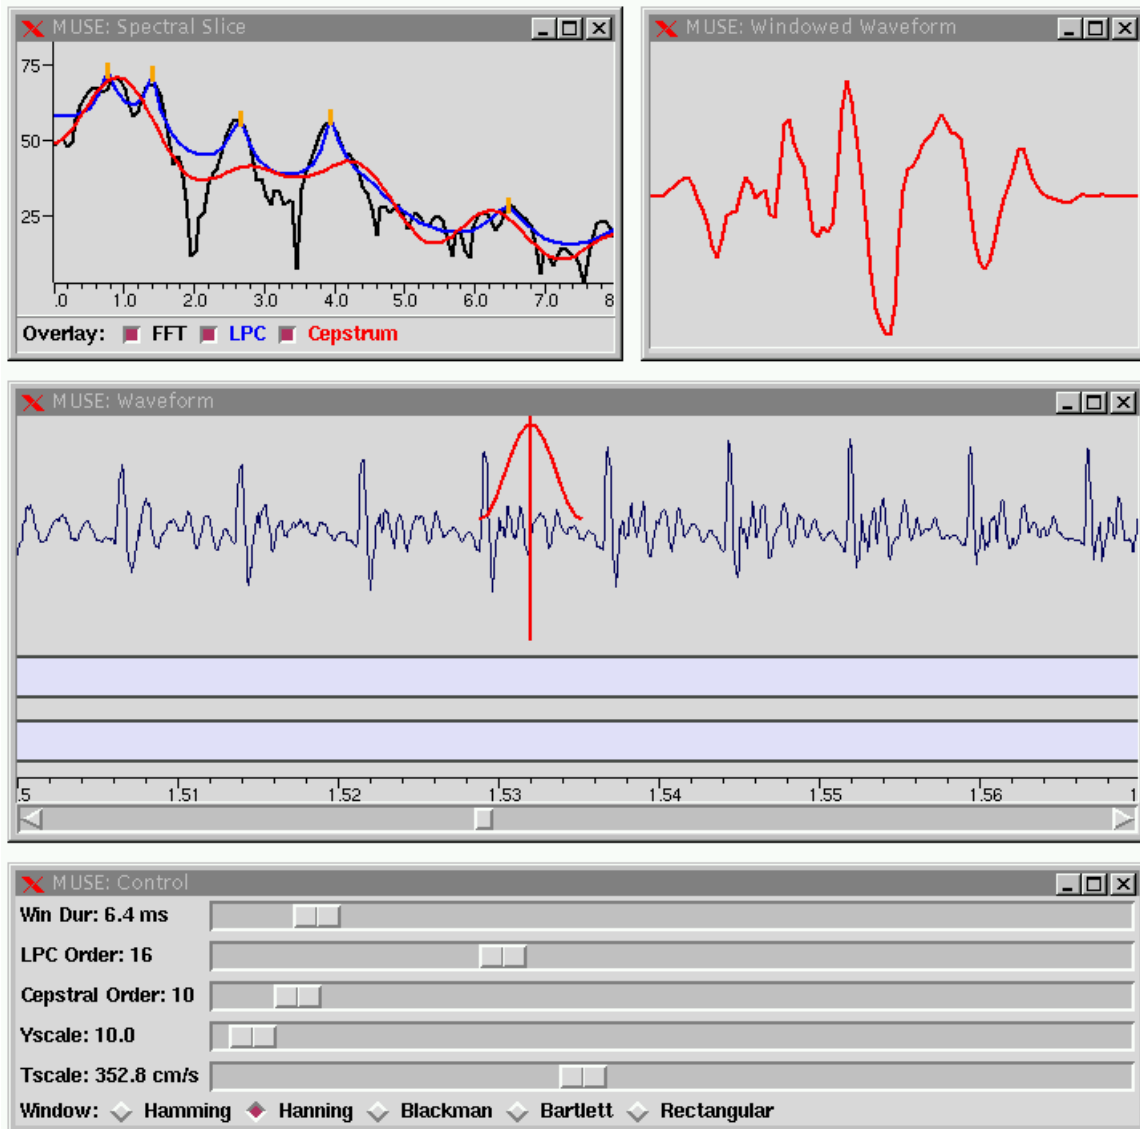 MUSE: Spectral Slice
75
50
25
.0 1.0 2.0 3.0 4.0 5.0 6.0 7.0 8
Overlay: FFT LPC Cepstrum
MUSE: Windowed Waveform
MUSE: Waveform
.5 1.51 1.52 1.53 1.54 1.55 1.56 1
MUSE: Control
Win Dur: 6.4 ms
LPC Order: 16
Cepstral Order: 10
Yscale: 10.0
Tscale: 352.8 cm/s
Window: Hamming Hanning Blackman Bartlett Rectangular